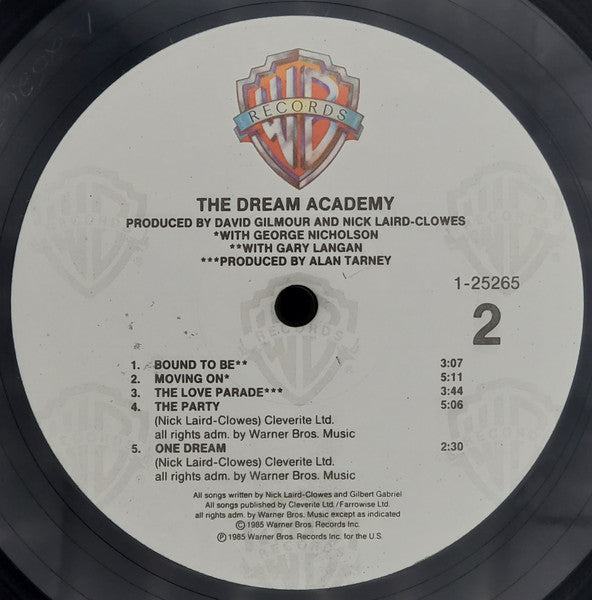 RECORDS
THE DREAM ACADEMY
PRODUCED BY DAVID GILMOUR AND NICK LAIRD-CLOWES
*WITH GEORGE NICHOLSON
**WITH GARY LANGAN
***PRODUCED BY ALAN TARNEY
1-25265
2
1. BOUND TO BE** 3:07
2. MOVING ON* 5:11
3. THE LOVE PARADE*** 3:44
4. THE PARTY 5:06
(Nick Laird-Clowes) Cleverite Ltd.
all rights adm. by Warner Bros. Music
5. ONE DREAM 2:30
(Nick Laird-Clowes) Cleverite Ltd.
all rights adm. by Warner Bros. Music
All songs written by Nick Laird-Clowes and Gilbert Gabriel
All songs published by Cleverite Ltd./Farrowise Ltd.
all rights adm. by Warner Bros. Music except as indicated
©1985 Warner Bros. Records Inc.
℗1985 Warner Bros. Records Inc. for the U.S.